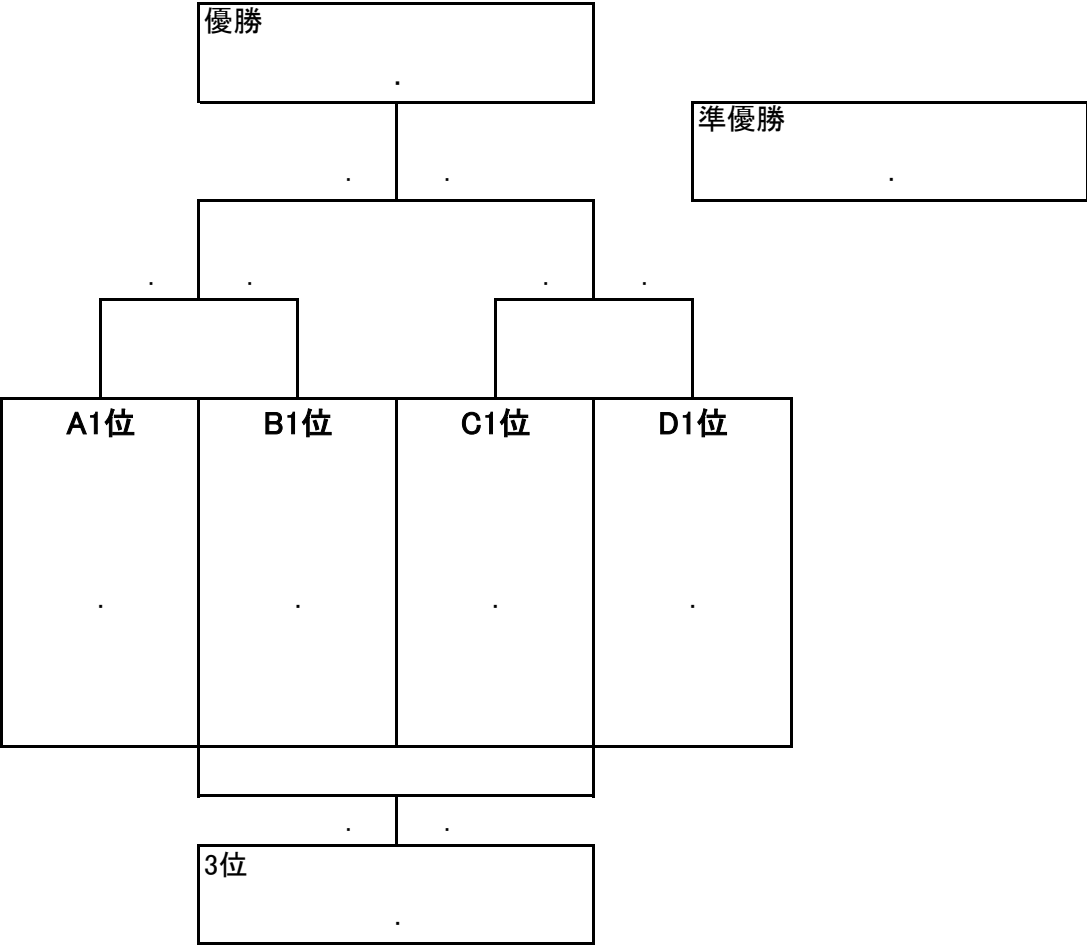 優勝
.
準優勝
. .
.
. . . .
A1位 B1位 C1位 D1位
. . . .
. .
3位
.